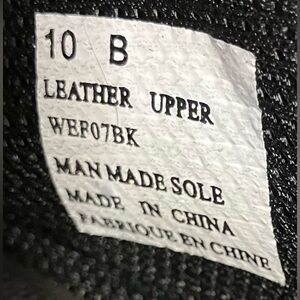 10 B
LEATHER UPPER
WEF07BK
MAN MADE SOLE
MADE IN CHINA
FABRIQUE EN CHINE